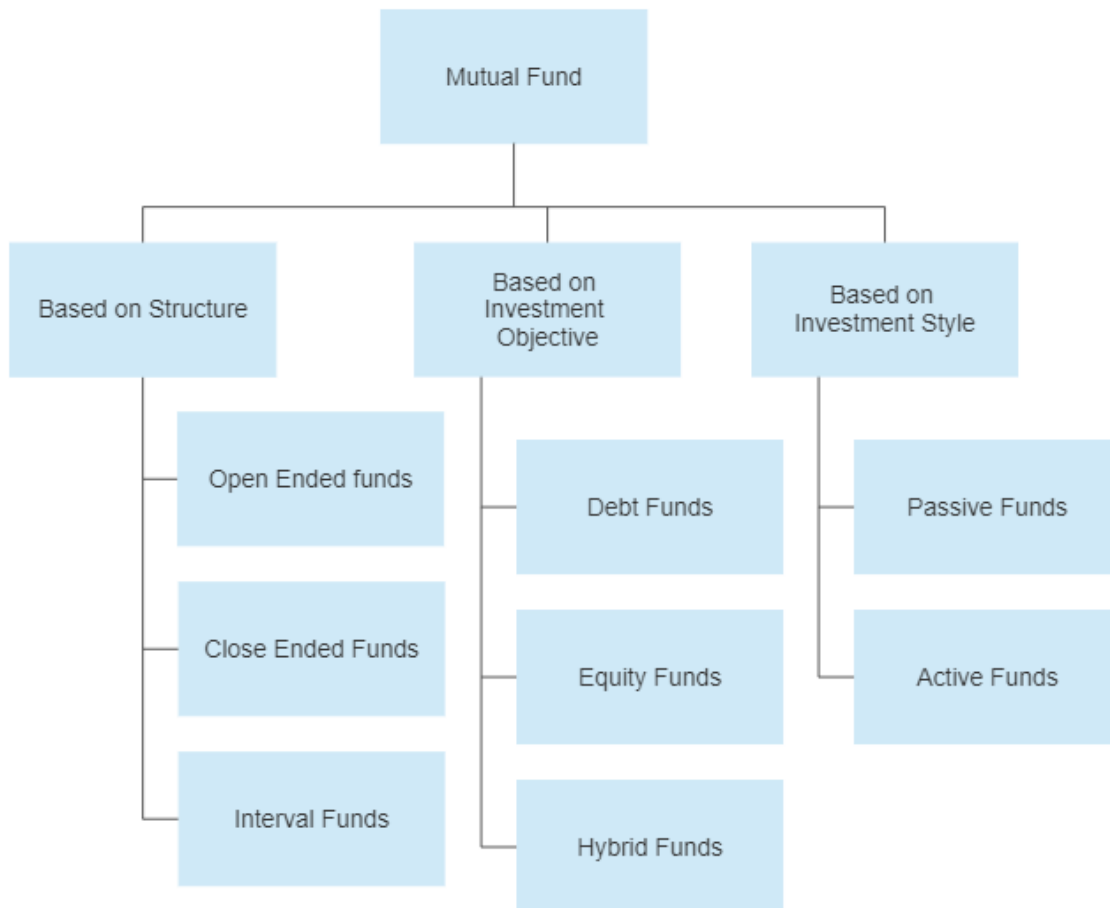 Mutual Fund
Based on Structure
Based on
Investment
Objective
Based on
Investment Style
Open Ended funds
Close Ended Funds
Interval Funds
Debt Funds
Equity Funds
Hybrid Funds
Passive Funds
Active Funds